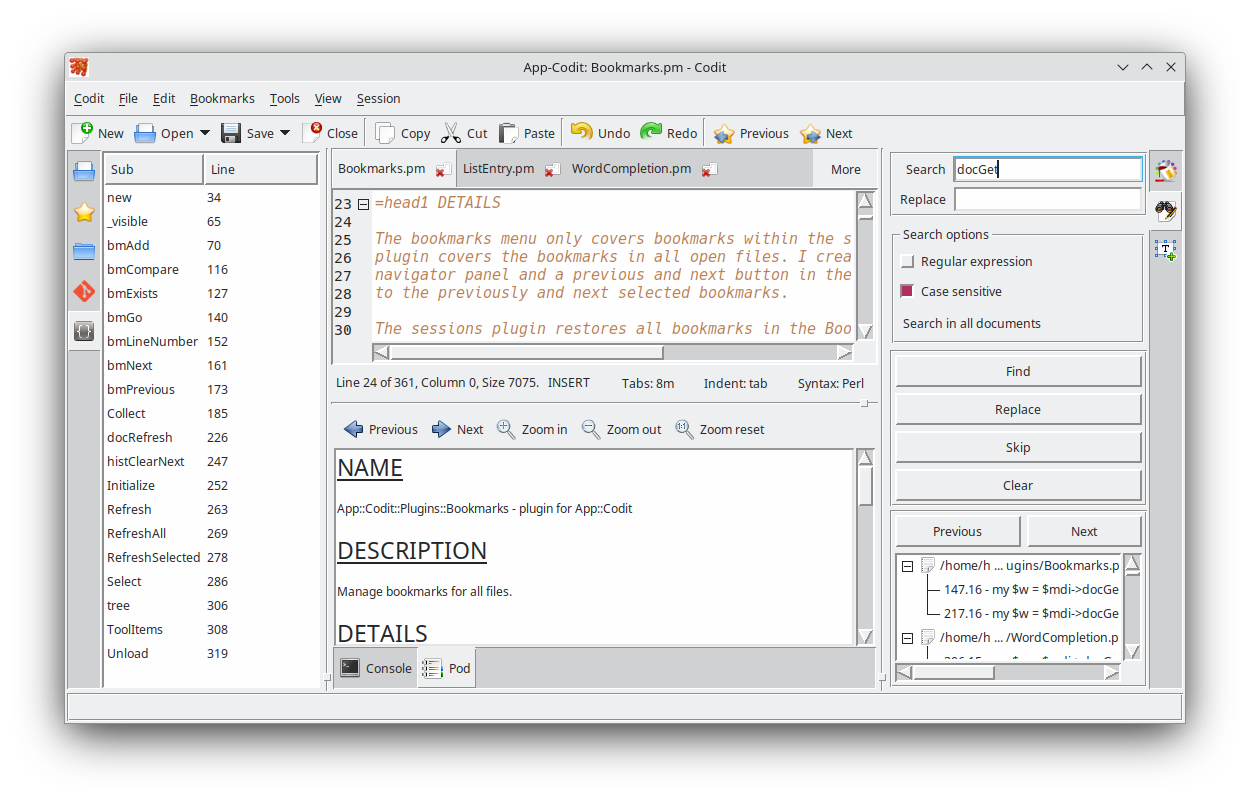 App-Codit: Bookmarks.pm - Codit
Codit File Edit Bookmarks Tools View Session
New Open Save Close Copy Cut Paste Undo Redo Previous Next
Sub Line
new 34
_visible 65
bmAdd 70
bmCompare 116
bmExists 127
bmGo 140
bmLineNumber 152
bmNext 161
bmPrevious 173
Collect 185
docRefresh 226
histClearNext 247
Initialize 252
Refresh 263
RefreshAll 269
RefreshSelected 278
Select 286
tree 306
ToolItems 308
Unload 319
Bookmarks.pm ListEntry.pm WordCompletion.pm More
23 =head1 DETAILS
24
25 The bookmarks menu only covers bookmarks within the s
26 plugin covers the bookmarks in all open files. I crea
27 navigator panel and a previous and next button in the
28 to the previously and next selected bookmarks.
29
30 The sessions plugin restores all bookmarks in the Boo
Line 24 of 361, Column 0, Size 7075. INSERT Tabs: 8m Indent: tab Syntax: Perl
Previous Next Zoom in Zoom out Zoom reset
NAME
App::Codit::Plugins::Bookmarks - plugin for App::Codit
DESCRIPTION
Manage bookmarks for all files.
DETAILS
Console Pod
Search docGet
Replace
Search options
Regular expression
Case sensitive
Search in all documents
Find
Replace
Skip
Clear
Previous Next
/home/h ... ugins/Bookmarks.p
147.16 - my $w = $mdi->docGe
217.16 - my $w = $mdi->docGe
/home/h ... /WordCompletion.p